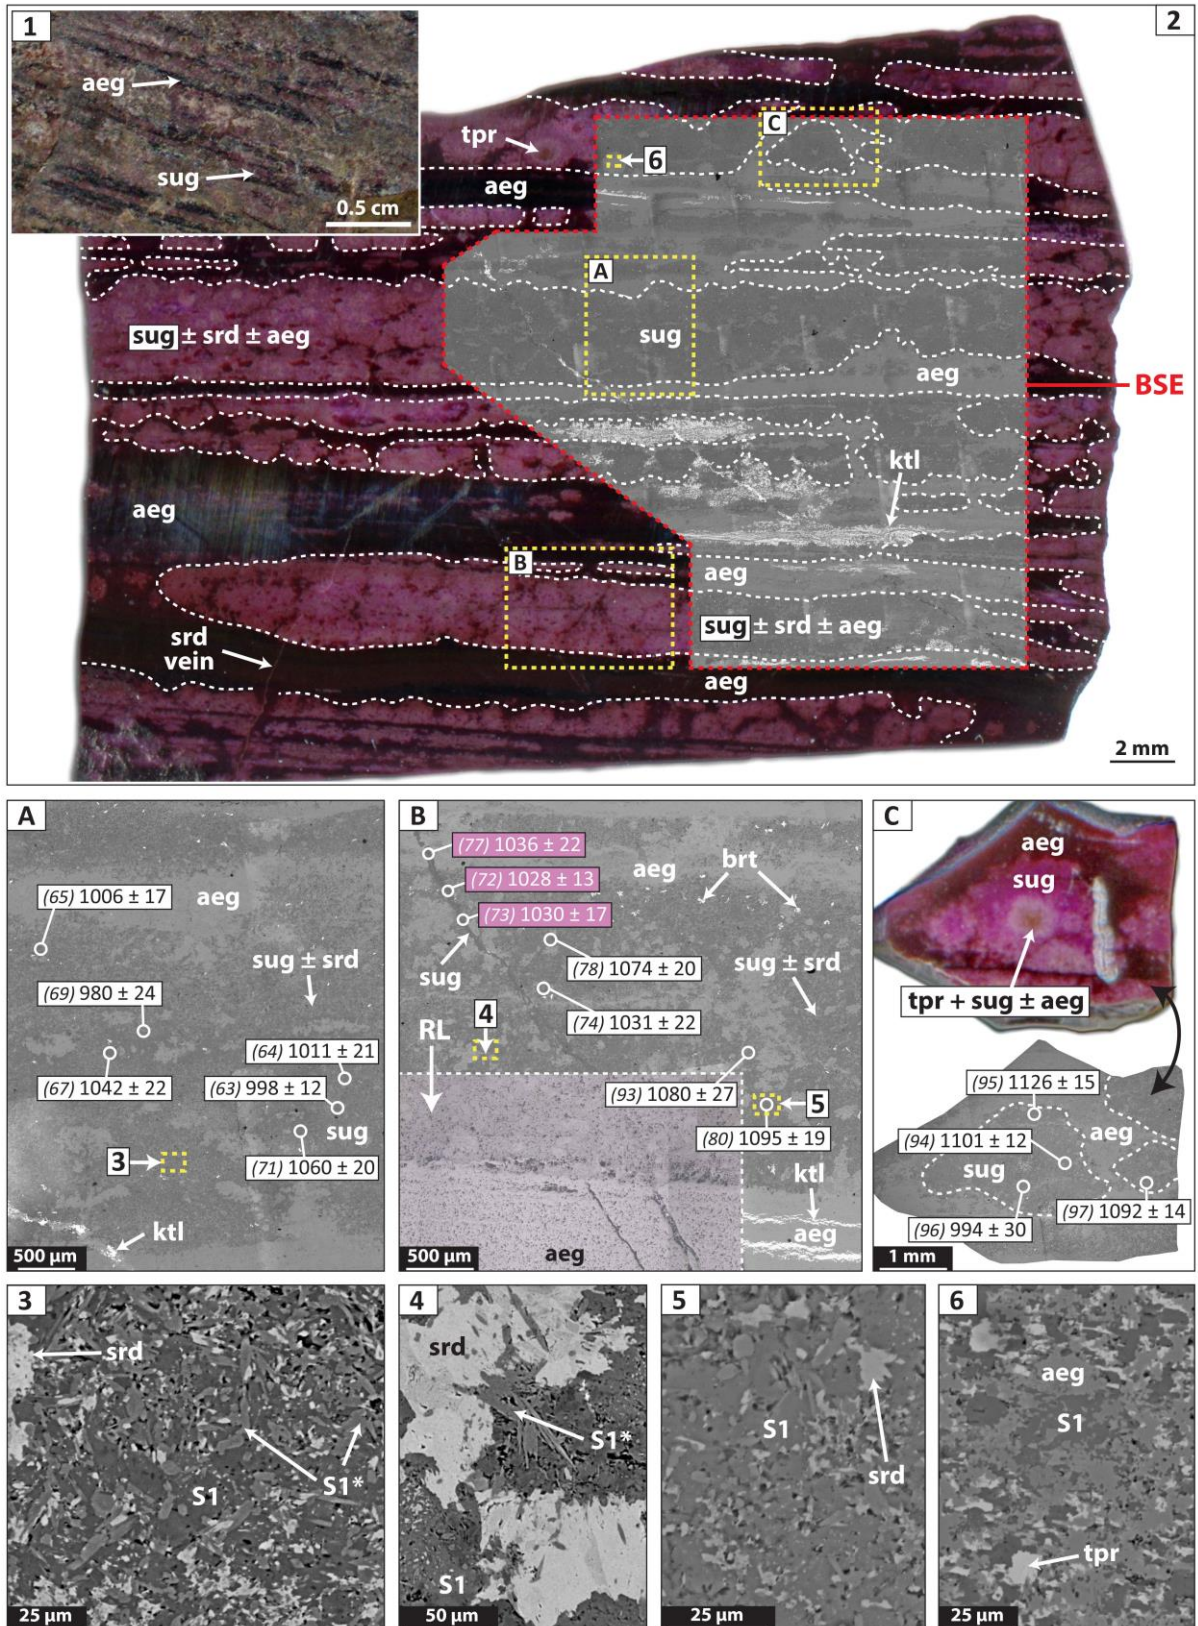 1
aeg
sug
0.5 cm
2
tpr
6
C
aeg
A
sug ± srd ± aeg
sug
aeg
BSE
ktl
aeg
B
aeg
sug ± srd ± aeg
srd
vein
aeg
2 mm
A
(65) 1006 ± 17
aeg
sug ± srd
(69) 980 ± 24
(64) 1011 ± 21
(67) 1042 ± 22
(63) 998 ± 12
sug
3
(71) 1060 ± 20
ktl
500 µm
B
(77) 1036 ± 22
aeg
brt
(72) 1028 ± 13
(73) 1030 ± 17
sug
(78) 1074 ± 20
sug ± srd
RL
4
(74) 1031 ± 22
(93) 1080 ± 27
5
(80) 1095 ± 19
ktl
aeg
aeg
500 µm
C
aeg
sug
tpr + sug ± aeg
(95) 1126 ± 15
aeg
(94) 1101 ± 12
sug
(97) 1092 ± 14
(96) 994 ± 30
1 mm
3
srd
S1*
S1
25 µm
4
srd
S1*
S1
50 µm
5
S1
srd
25 µm
6
aeg
S1
tpr
25 µm